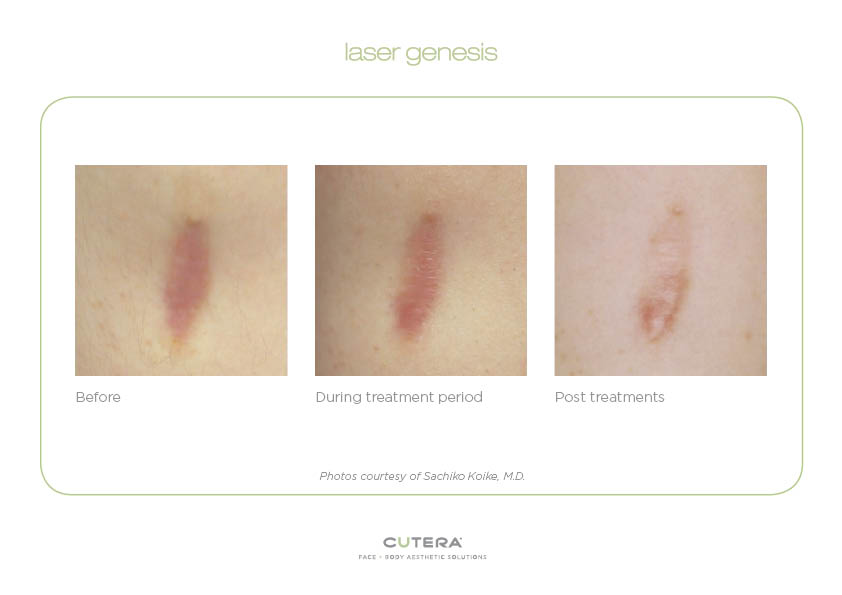 laser genesis
Before
During treatment period
Post treatments
Photos courtesy of Sachiko Koike, M.D.
CUTERA
FACE + BODY AESTHETIC SOLUTIONS